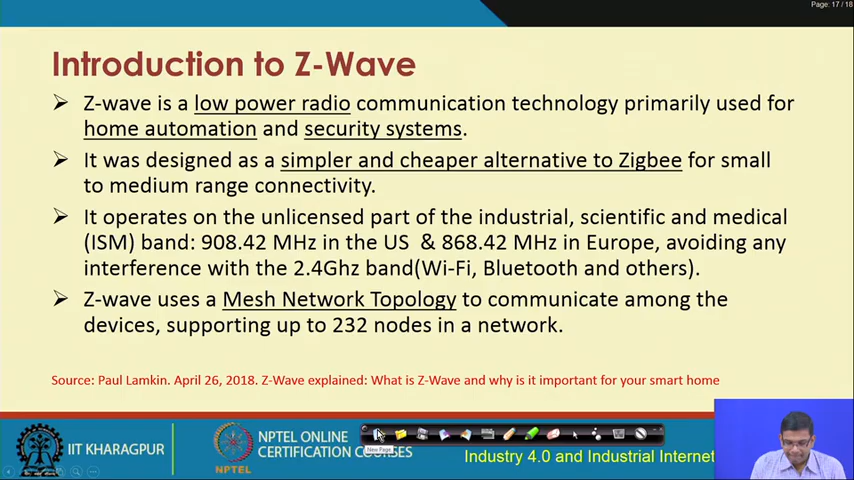 Page: 17 / 18
Introduction to Z-Wave
➢ Z-wave is a low power radio communication technology primarily used for
home automation and security systems.
➢ It was designed as a simpler and cheaper alternative to Zigbee for small
to medium range connectivity.
➢ It operates on the unlicensed part of the industrial, scientific and medical
(ISM) band: 908.42 MHz in the US & 868.42 MHz in Europe, avoiding any
interference with the 2.4Ghz band(Wi-Fi, Bluetooth and others).
➢ Z-wave uses a Mesh Network Topology to communicate among the
devices, supporting up to 232 nodes in a network.
Source: Paul Lamkin. April 26, 2018. Z-Wave explained: What is Z-Wave and why is it important for your smart home
New Page
IIT KHARAGPUR
NPTEL
NPTEL ONLINE
CERTIFICATION COURSES
Industry 4.0 and Industrial Internet